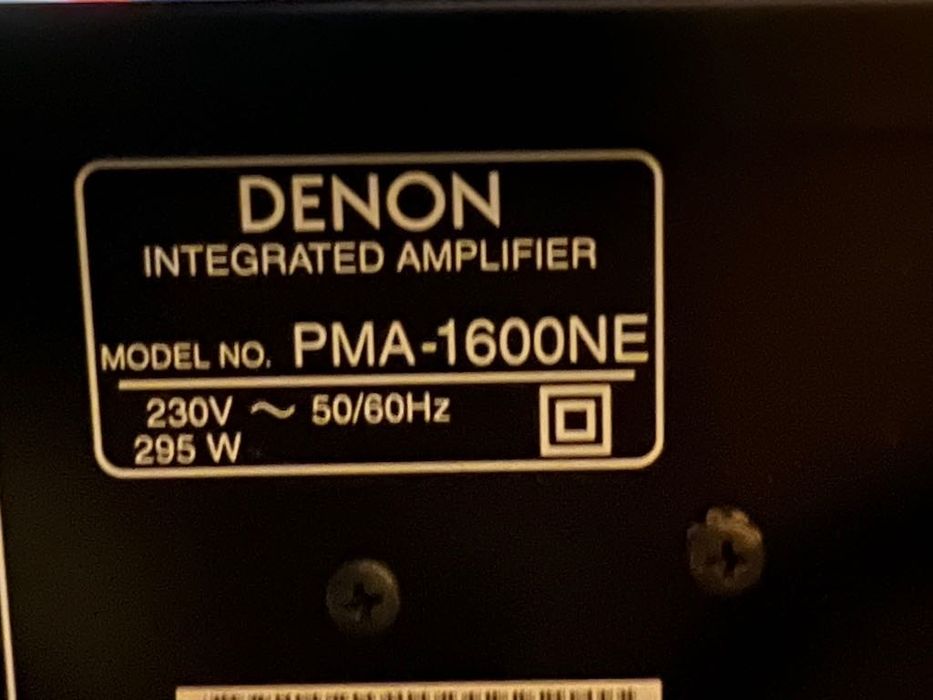 DENON
INTEGRATED AMPLIFIER
MODEL NO. PMA-1600NE
230V ~ 50/60Hz
295 W